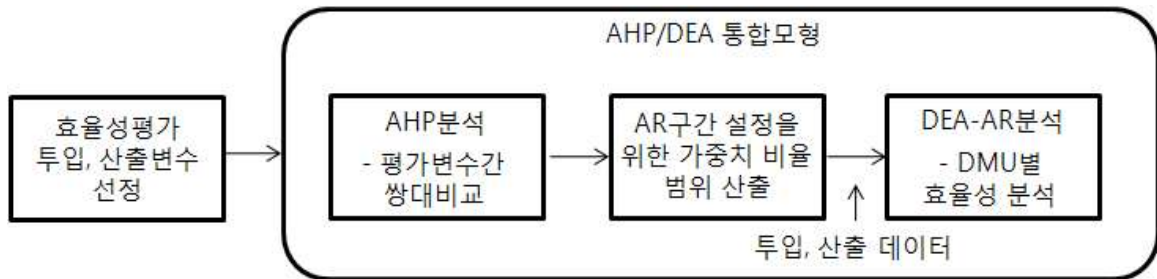 AHP/DEA 통합모형
효율성평가
투입, 산출변수
선정
AHP분석
- 평가변수간
쌍대비교
AR구간 설정을
위한 가중치 비율
범위 산출
DEA-AR분석
- DMU별
효율성 분석
투입, 산출 데이터